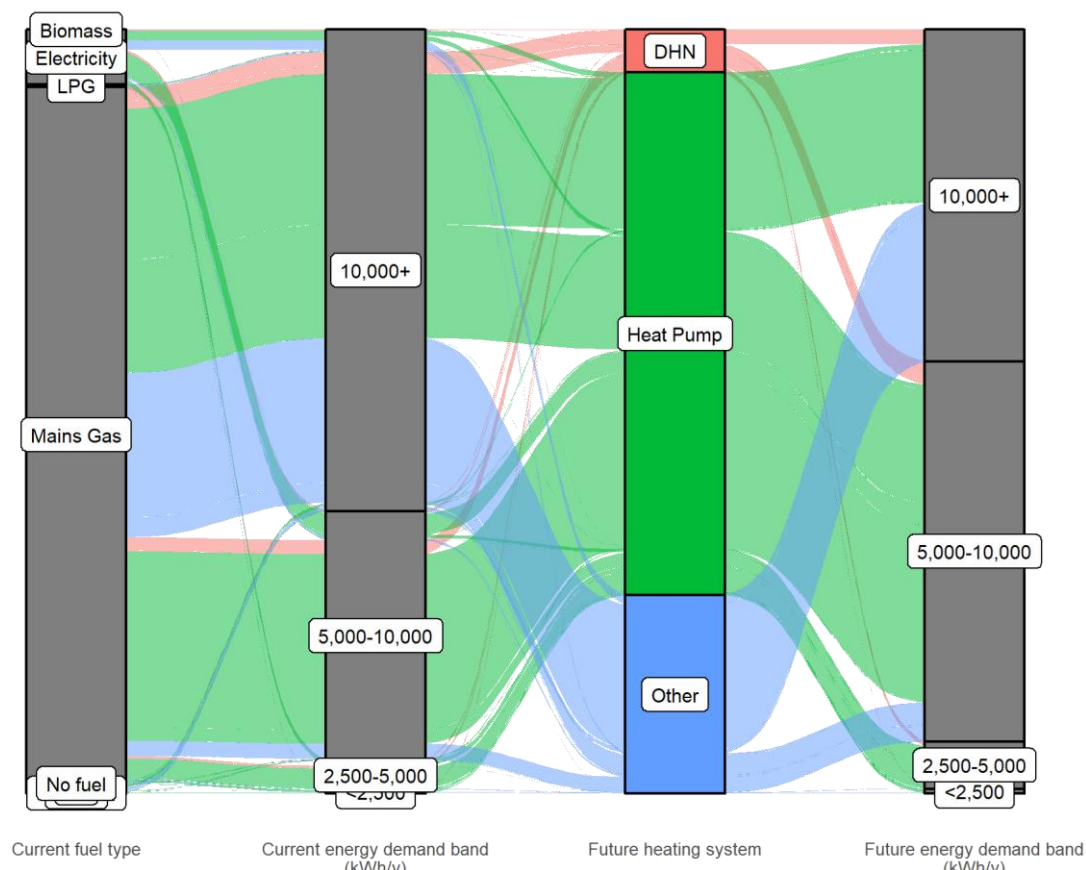 Biomass
Electricity
LPG
Mains Gas
No fuel
10,000+
5,000-10,000
2,500-5,000
<2,500
DHN
Heat Pump
Other
10,000+
5,000-10,000
2,500-5,000
<2,500
Current fuel type
Current energy demand band
(kWh/y)
Future heating system
Future energy demand band
(kWh/y)